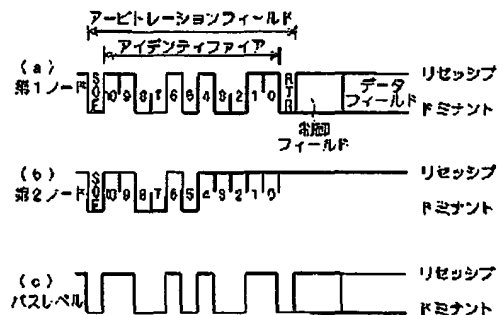 アービトレーションフィールド
アイデンティファイア
(a)
第1ノード
SOF
10 9 8 7 6 5 4 3 2 1 0
RTR
制御
フィールド
データ
フィールド
リセッシブ
ドミナント
(b)
第2ノード
SOF
10 9 8 7 6 5 4 3 2 1 0
リセッシブ
ドミナント
(c)
バスレベル
リセッシブ
ドミナント